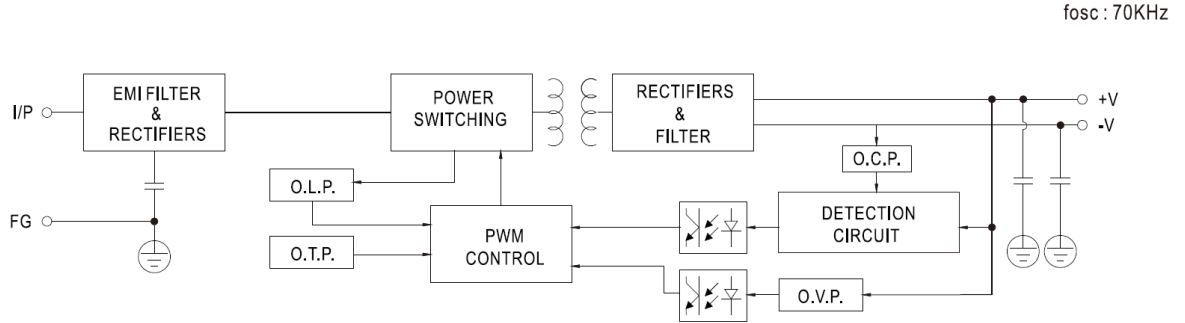 fosc : 70KHz
I/P
EMI FILTER
&
RECTIFIERS
POWER
SWITCHING
RECTIFIERS
&
FILTER
+V
-V
O.C.P.
O.L.P.
FG
O.T.P.
PWM
CONTROL
DETECTION
CIRCUIT
O.V.P.